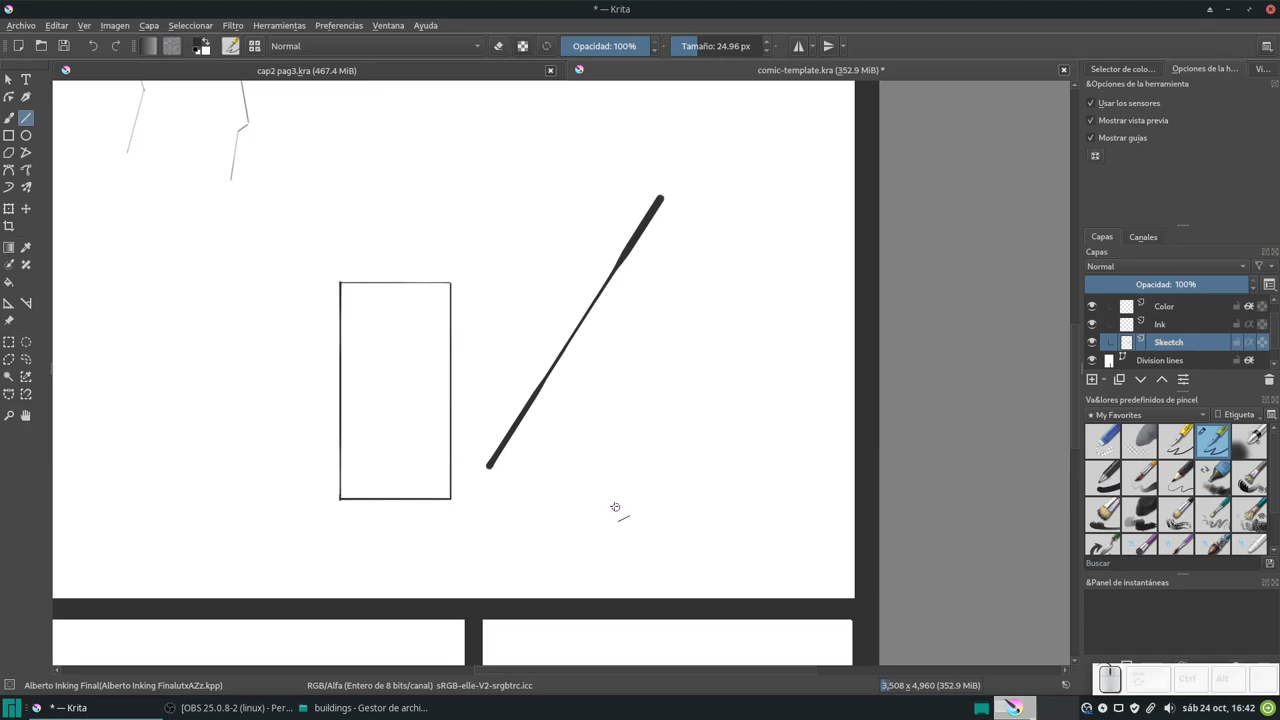 * — Krita
Archivo Editar Ver Imagen Capa Seleccionar Filtro Herramientas Preferencias Ventana Ayuda
Normal Opacidad: 100% Tamaño: 24.96 px
cap2 pag3.kra (467.4 MiB) comic-template.kra (352.9 MiB) *
Selector de colo... Opciones de la h... Vi...
&Opciones de la herramienta
Usar los sensores
Mostrar vista previa
Mostrar guías
Capas Canales
Capas
Normal
Opacidad: 100%
Color
Ink
Skectch
Division lines
Va&lores predefinidos de pincel
★ My Favorites Etiqueta
Buscar
&Panel de instantáneas
Ctrl Alt
Alberto Inking Final(Alberto Inking FinalutxAZz.kpp) RGB/Alfa (Entero de 8 bits/canal) sRGB-elle-V2-srgbtrc.icc 3,508 x 4,960 (352.9 MiB)
* — Krita [OBS 25.0.8-2 (linux) - Per... buildings - Gestor de archi... sáb 24 oct, 16:42